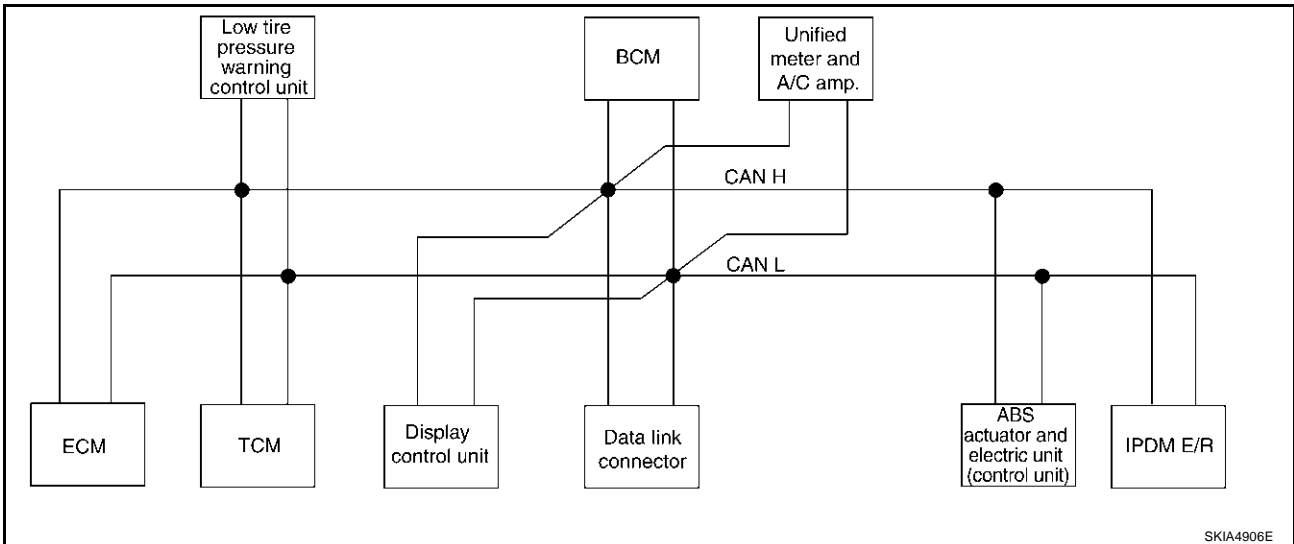 Low tire
pressure
warning
control unit
BCM
Unified
meter and
A/C amp.
CAN H
CAN L
ECM
TCM
Display
control unit
Data link
connector
ABS
actuator and
electric unit
(control unit)
IPDM E/R
SKIA4906E